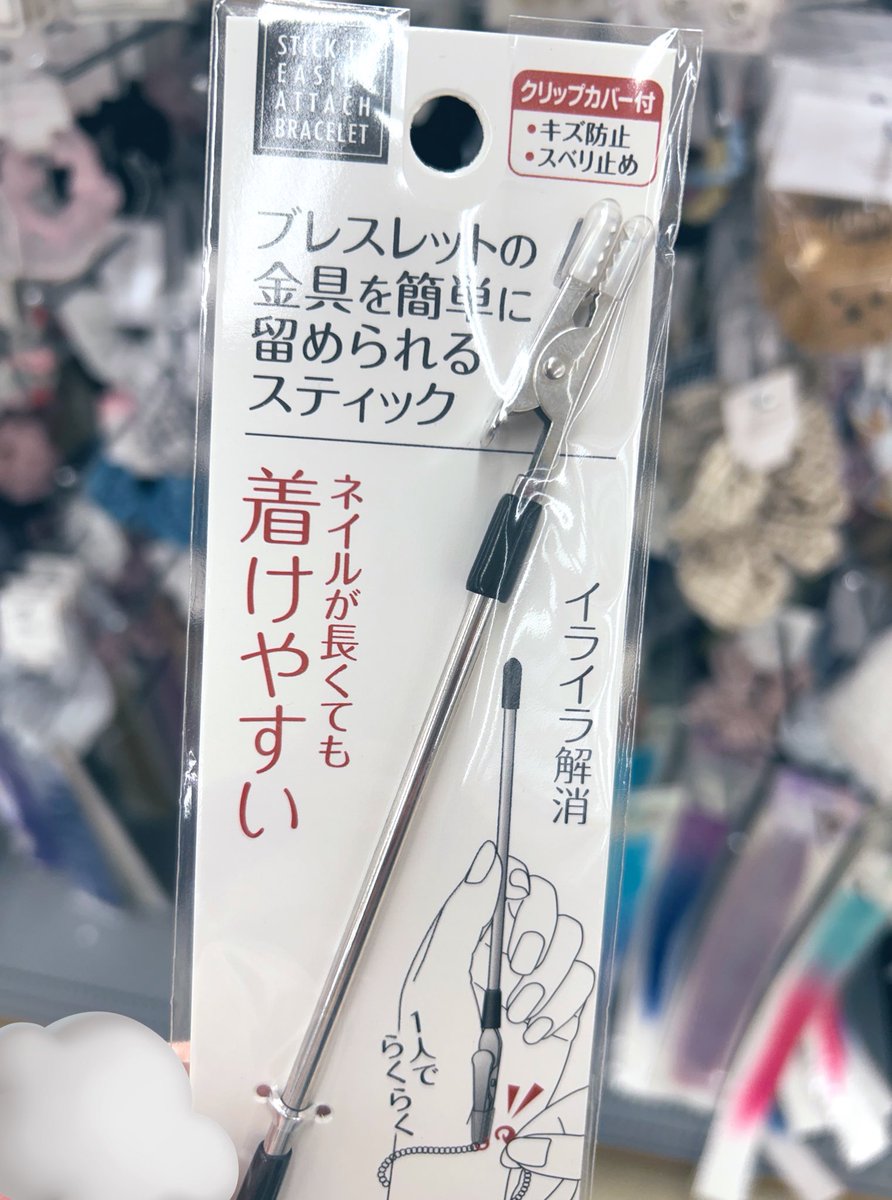 STICK TO
EASILY
ATTACH
BRACELET
クリップカバー付
・キズ防止
・スベリ止め
ブレスレットの
金具を簡単に
留められる
スティック
ネイルが長くても
着けやすい
イライラ解消
1人で
らくらく